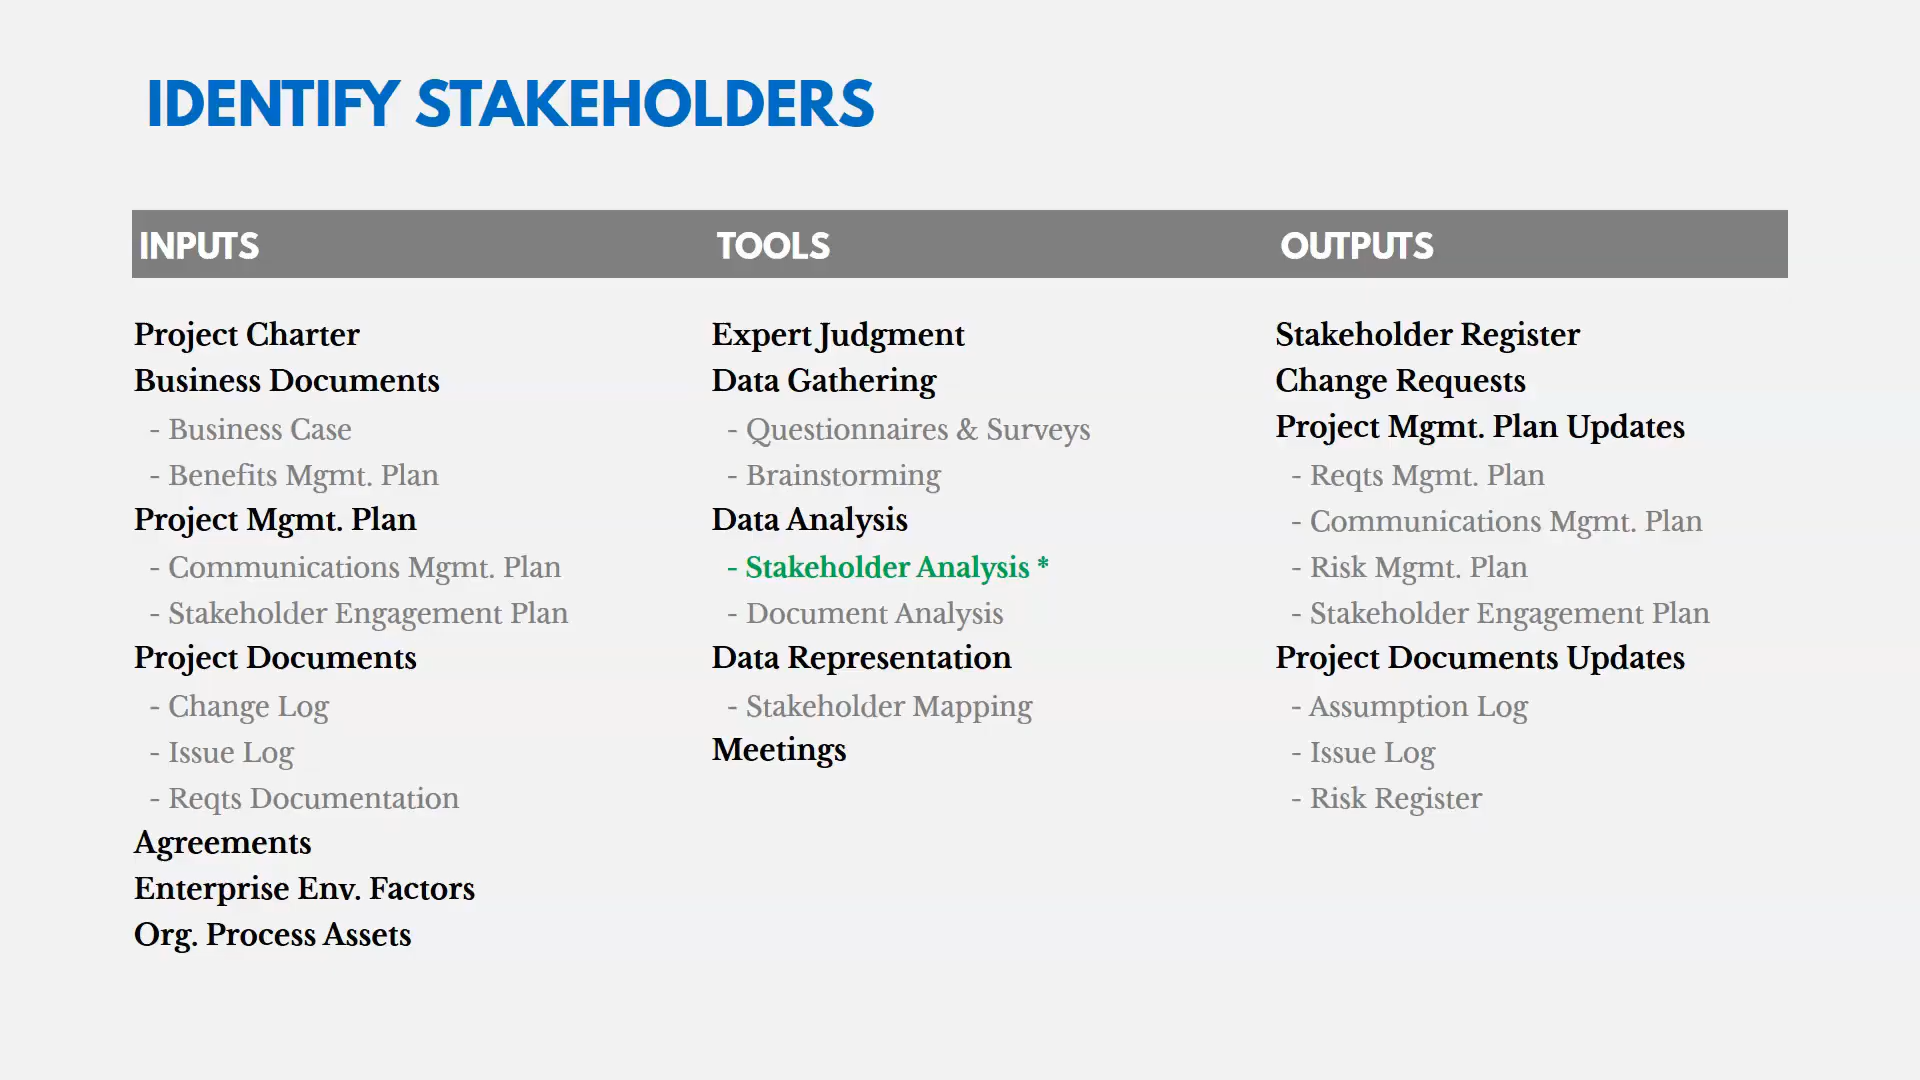 IDENTIFY STAKEHOLDERS
INPUTS
Project Charter
Business Documents
- Business Case
- Benefits Mgmt. Plan
Project Mgmt. Plan
- Communications Mgmt. Plan
- Stakeholder Engagement Plan
Project Documents
- Change Log
- Issue Log
- Reqts Documentation
Agreements
Enterprise Env. Factors
Org. Process Assets
TOOLS
Expert Judgment
Data Gathering
- Questionnaires & Surveys
- Brainstorming
Data Analysis
- Stakeholder Analysis *
- Document Analysis
Data Representation
- Stakeholder Mapping
Meetings
OUTPUTS
Stakeholder Register
Change Requests
Project Mgmt. Plan Updates
- Reqts Mgmt. Plan
- Communications Mgmt. Plan
- Risk Mgmt. Plan
- Stakeholder Engagement Plan
Project Documents Updates
- Assumption Log
- Issue Log
- Risk Register